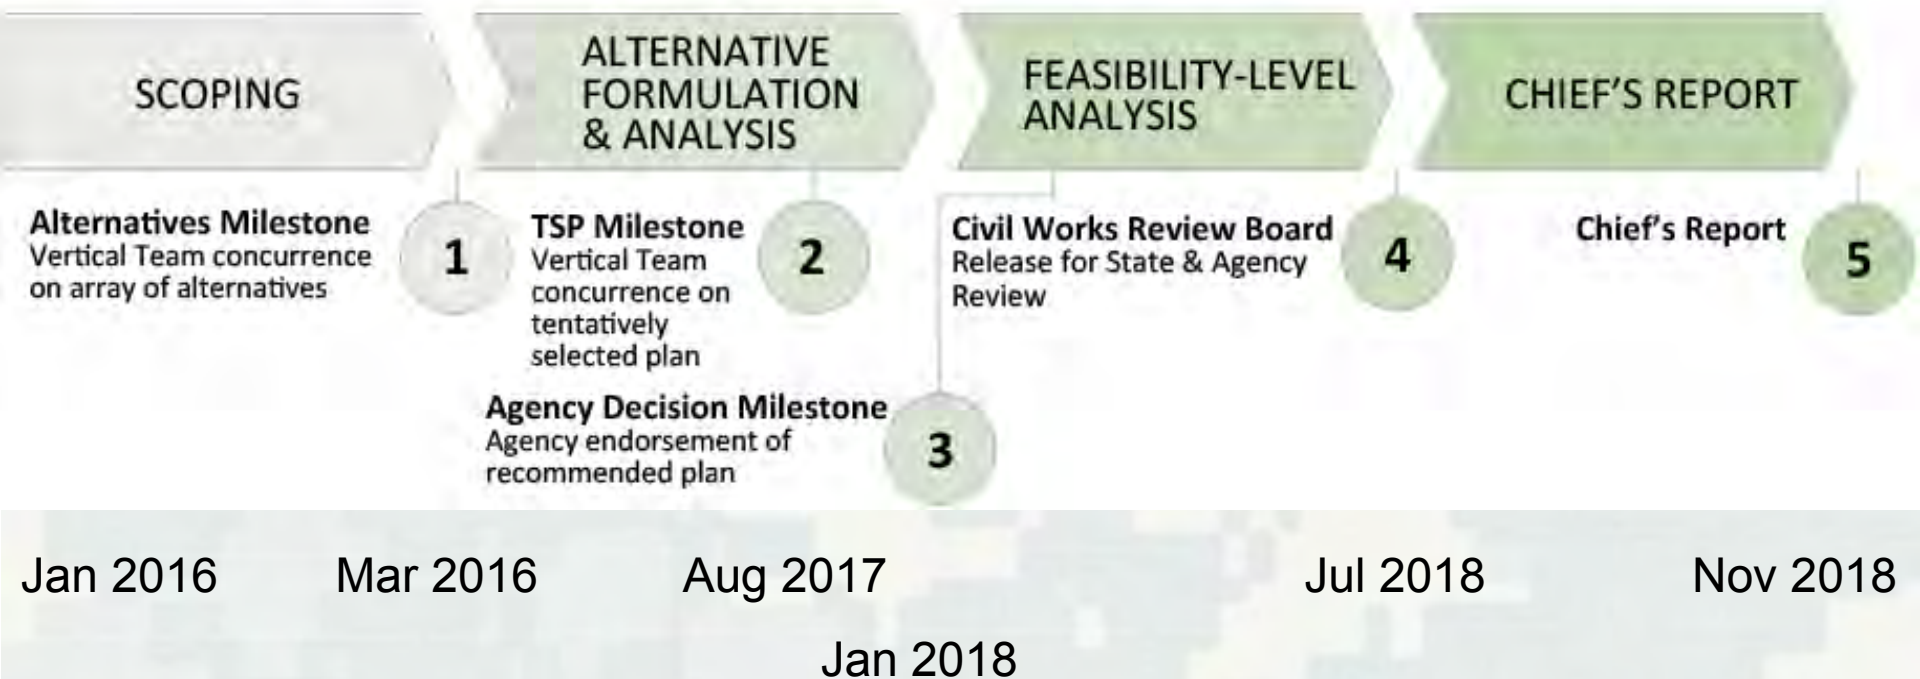 SCOPING
ALTERNATIVE
FORMULATION
& ANALYSIS
FEASIBILITY-LEVEL
ANALYSIS
CHIEF'S REPORT
Alternatives Milestone
Vertical Team concurrence
on array of alternatives
1
TSP Milestone
Vertical Team
concurrence on
tentatively
selected plan
2
Agency Decision Milestone
Agency endorsement of
recommended plan
3
Civil Works Review Board
Release for State & Agency
Review
4
Chief's Report
5
Jan 2016
Mar 2016
Aug 2017
Jul 2018
Nov 2018
Jan 2018